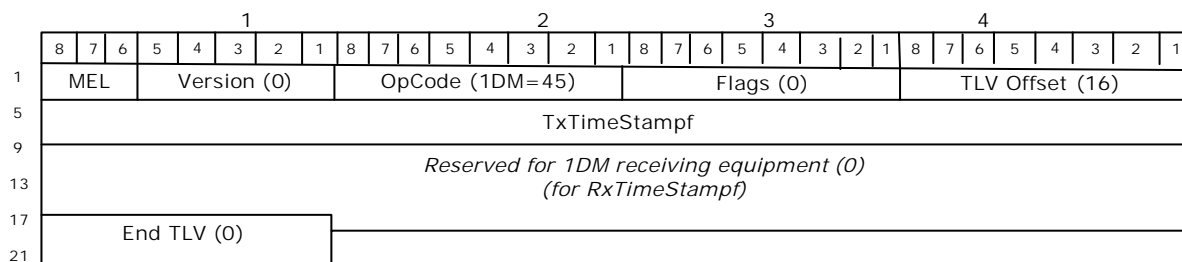 1 2 3 4
8 7 6 5 4 3 2 1 8 7 6 5 4 3 2 1 8 7 6 5 4 3 2 1 8 7 6 5 4 3 2 1
1 MEL Version (0) OpCode (1DM=45) Flags (0) TLV Offset (16)
5 TxTimeStampf
9
Reserved for 1DM receiving equipment (0)
13 (for RxTimeStampf)
17
End TLV (0)
21